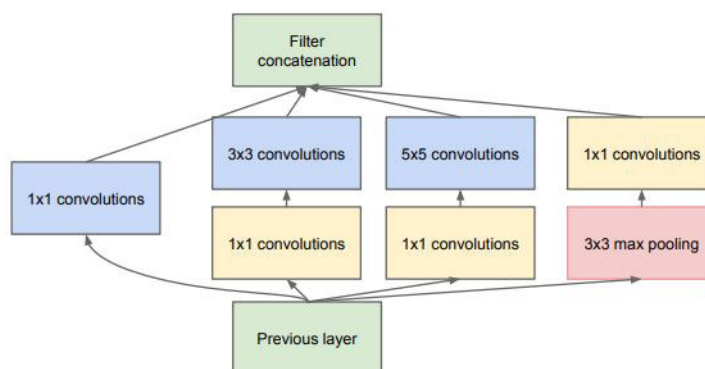 Filter
concatenation
3x3 convolutions
5x5 convolutions
1x1 convolutions
1x1 convolutions
1x1 convolutions
1x1 convolutions
3x3 max pooling
Previous layer